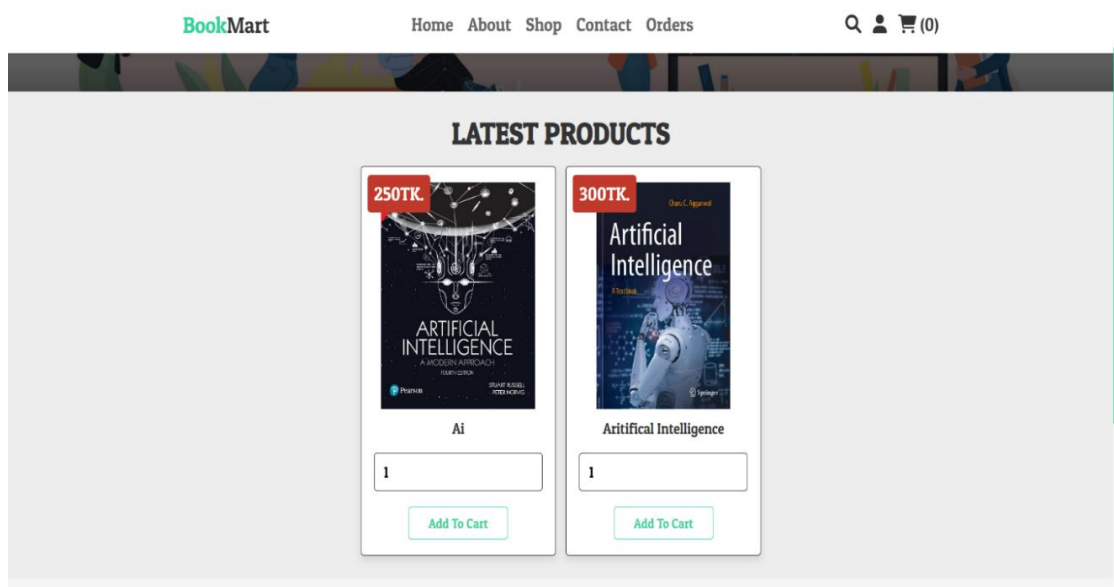 BookMart
Home About Shop Contact Orders
(0)
LATEST PRODUCTS
250TK.
ARTIFICIAL
INTELLIGENCE
A MODERN APPROACH
FOURTH EDITION
STUART RUSSELL
PETER NORVIG
Pearson
Ai
1
Add To Cart
300TK.
Charu C. Aggarwal
Artificial
Intelligence
A Textbook
Springer
Aritifical Intelligence
1
Add To Cart